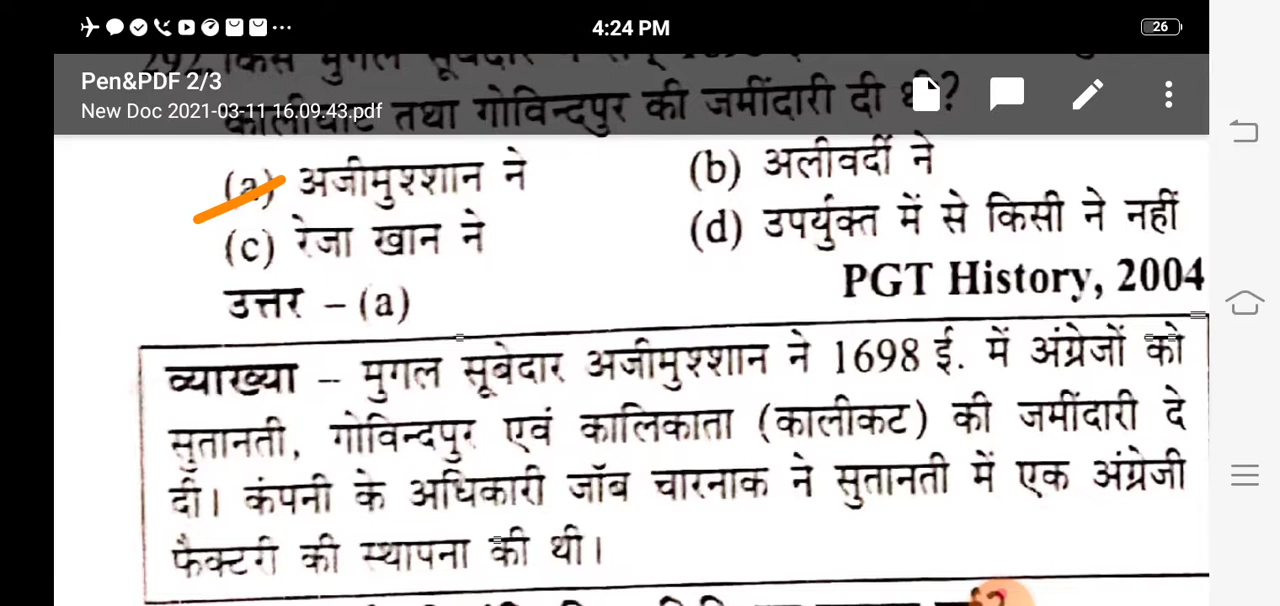 4:24 PM
26
Pen&PDF 2/3
New Doc 2021-03-11 16.09.43.pdf
292. किस मुगल सूबेदार ने
कालीघाट तथा गोविन्दपुर की जमींदारी दी थी?
(a) अजीमुश्शान ने (b) अलीवर्दी ने
(c) रेजा खान ने (d) उपर्युक्त में से किसी ने नहीं
PGT History, 2004
उत्तर – (a)
व्याख्या – मुगल सूबेदार अजीमुश्शान ने 1698 ई. में अंग्रेजों को
सुतानती, गोविन्दपुर एवं कालिकाता (कालीकट) की जमींदारी दे
दी। कंपनी के अधिकारी जॉब चारनाक ने सुतानती में एक अंग्रेजी
फैक्टरी की स्थापना की थी।